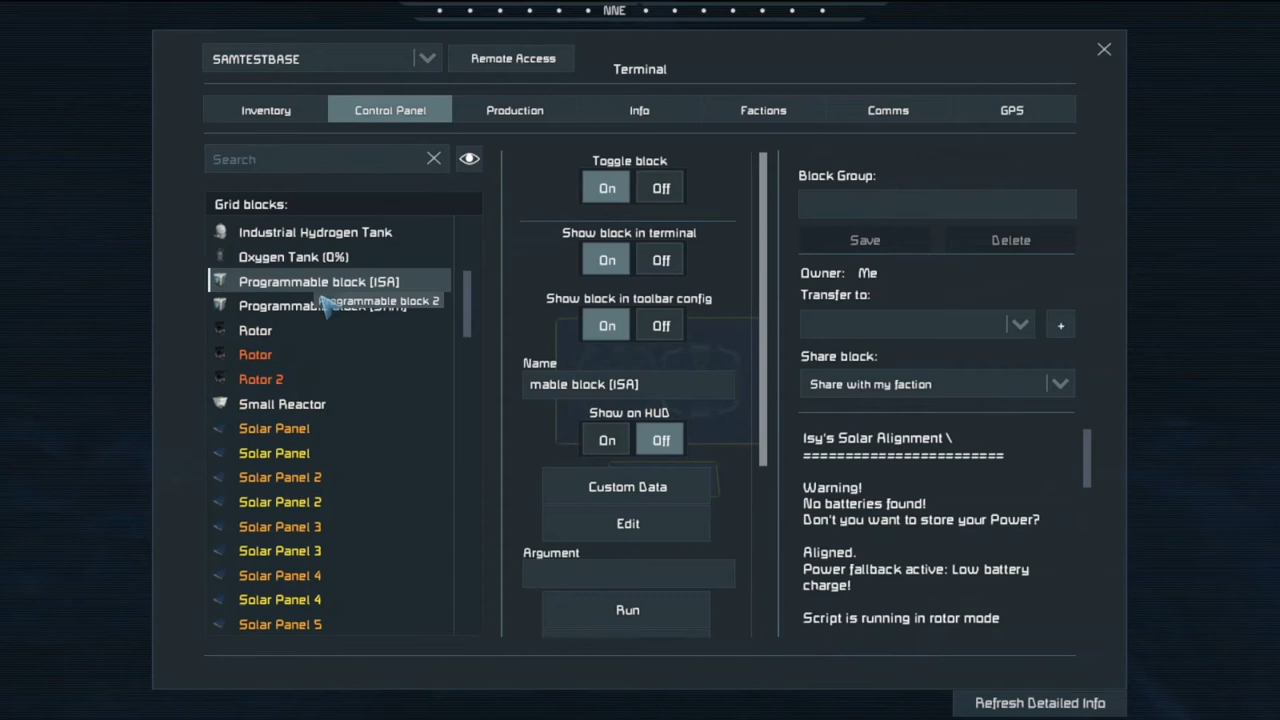 NNE
SAMTESTBASE
Remote Access
Terminal
Inventory
Control Panel
Production
Info
Factions
Comms
GPS
Search
Grid blocks:
Industrial Hydrogen Tank
Oxygen Tank (0%)
Programmable block [ISA]
Programmable block 2
Rotor
Rotor
Rotor 2
Small Reactor
Solar Panel
Solar Panel
Solar Panel 2
Solar Panel 2
Solar Panel 3
Solar Panel 3
Solar Panel 4
Solar Panel 4
Solar Panel 5
Toggle block
On Off
Show block in terminal
On Off
Show block in toolbar config
On Off
Name
mable block [ISA]
Show on HUD
On Off
Custom Data
Edit
Argument
Run
Block Group:
Save Delete
Owner: Me
Transfer to:
+
Share block:
Share with my faction
Isy's Solar Alignment \
=======================
Warning!
No batteries found!
Don't you want to store your Power?
Aligned.
Power fallback active: Low battery
charge!
Script is running in rotor mode
Refresh Detailed Info